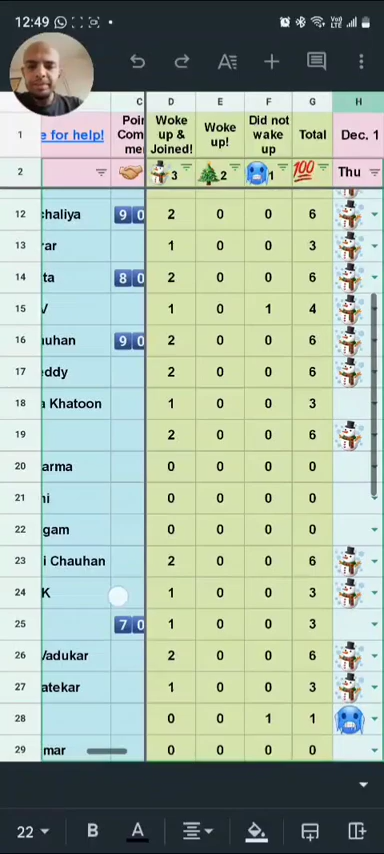 12:49 VoD LTE
C D E F G H
1 e for help! Poin Com me Woke up & Joined! Woke up! Did not wake up Total Dec. 1
2 3 2 1 100 Thu
12 chaliya 9 0 2 0 0 6
13 rar 1 0 0 3
14 ta 8 0 2 0 0 6
15 V 1 0 1 4
16 uhan 9 0 2 0 0 6
17 eddy 2 0 0 6
18 a Khatoon 1 0 0 3
19 2 0 0 6
20 arma 0 0 0 0
21 ni 0 0 0 0
22 gam 0 0 0 0
23 i Chauhan 2 0 0 6
24 K 1 0 0 3
25 7 0 1 0 0 3
26 Vadukar 2 0 0 6
27 atekar 1 0 0 3
28 0 0 1 1
29 mar 0 0 0 0
22 B A